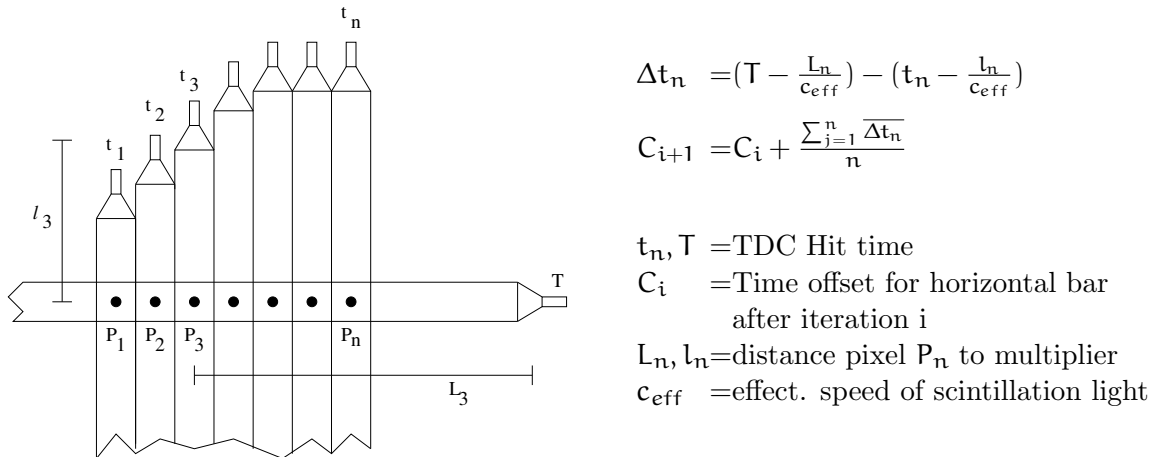 t_n
t_3
t_2
t_1
l_3
T
P_1 P_2 P_3 P_n
L_3
Δt_n =(T − L_n/c_eff) − (t_n − l_n/c_eff)
C_{i+1} =C_i + (∑_{j=1}^{n} \overline{Δt_n})/n
t_n, T =TDC Hit time
C_i =Time offset for horizontal bar
after iteration i
L_n, l_n=distance pixel P_n to multiplier
c_eff =effect. speed of scintillation light